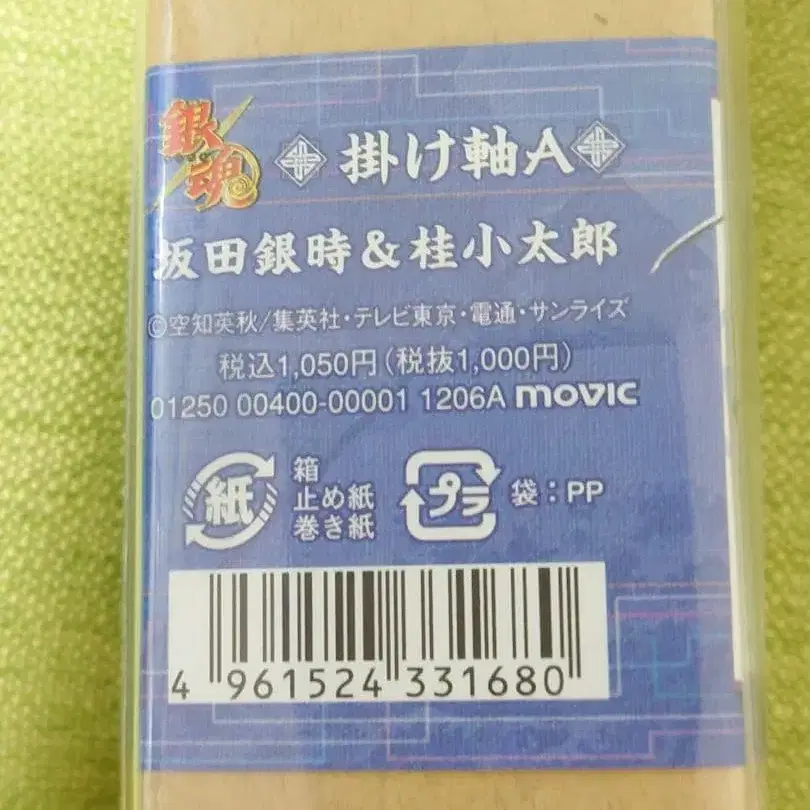 銀魂
掛け軸A
坂田銀時&桂小太郎
©空知英秋/集英社・テレビ東京・電通・サンライズ
税込1,050円(税抜1,000円)
01250 00400-00001 1206A movic
紙
箱
止め紙
巻き紙
プラ
袋:PP
4 961524 331680